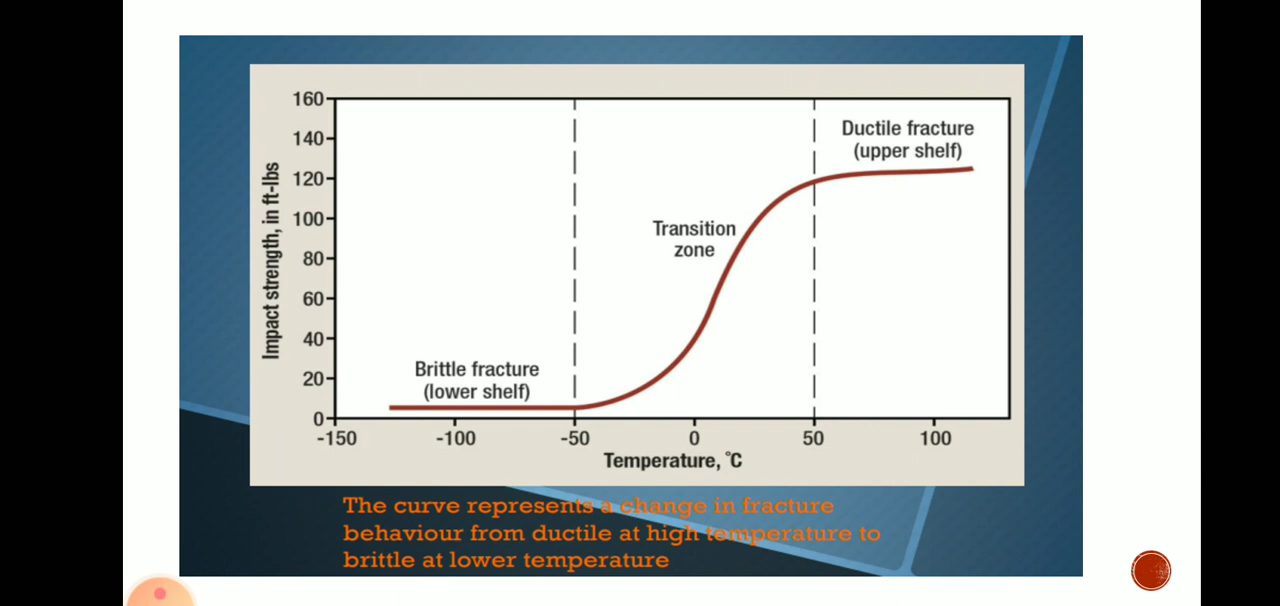 160
140
120
100
80
60
40
20
0
Impact strength, in ft-lbs
Ductile fracture
(upper shelf)
Transition
zone
Brittle fracture
(lower shelf)
-150 -100 -50 0 50 100
Temperature, °C
The curve represents a change in fracture
behaviour from ductile at high temperature to
brittle at lower temperature